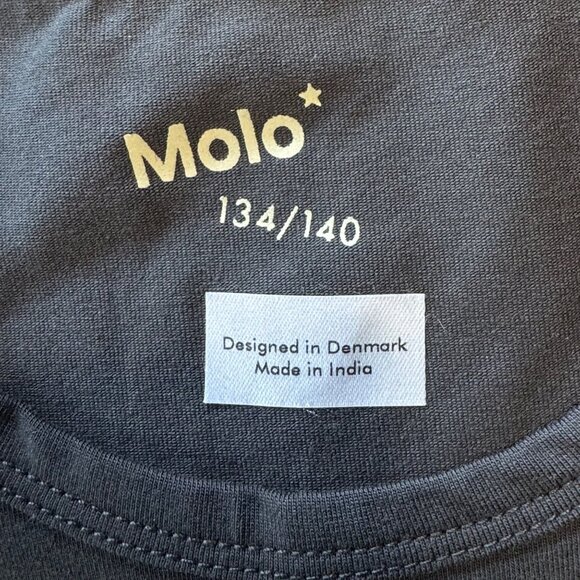 Molo
134/140
Designed in Denmark
Made in India